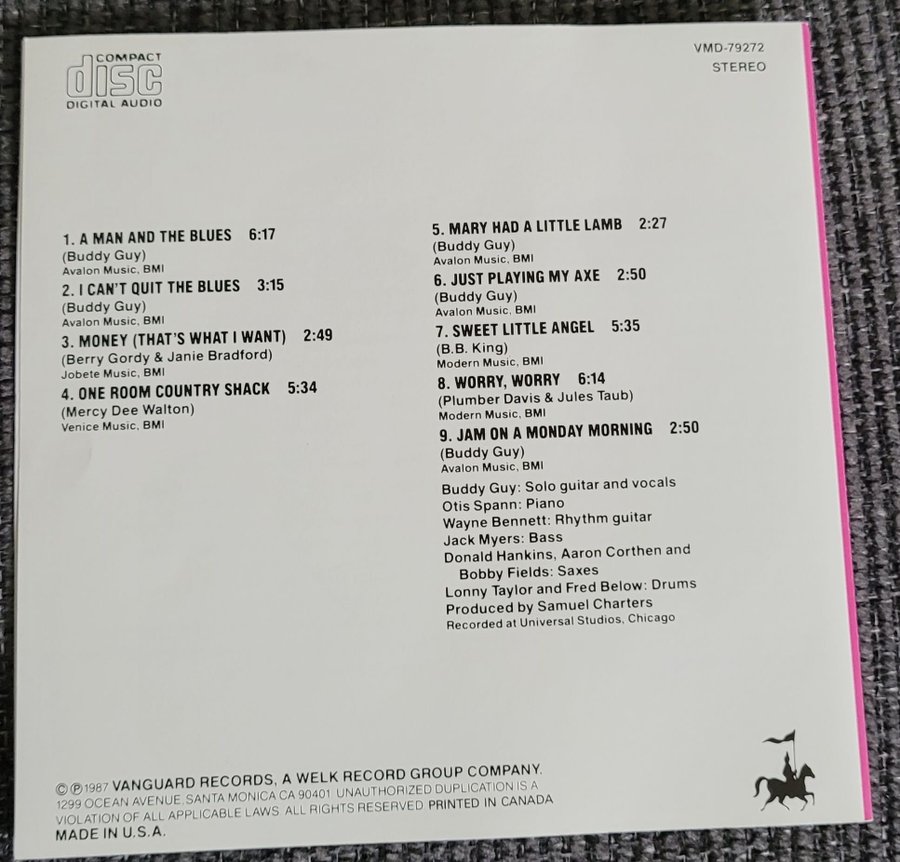 COMPACT
disc
DIGITAL AUDIO
VMD-79272
STEREO
1. A MAN AND THE BLUES 6:17
(Buddy Guy)
Avalon Music, BMI
2. I CAN'T QUIT THE BLUES 3:15
(Buddy Guy)
Avalon Music, BMI
3. MONEY (THAT'S WHAT I WANT) 2:49
(Berry Gordy & Janie Bradford)
Jobete Music, BMI
4. ONE ROOM COUNTRY SHACK 5:34
(Mercy Dee Walton)
Venice Music, BMI
5. MARY HAD A LITTLE LAMB 2:27
(Buddy Guy)
Avalon Music, BMI
6. JUST PLAYING MY AXE 2:50
(Buddy Guy)
Avalon Music, BMI
7. SWEET LITTLE ANGEL 5:35
(B.B. King)
Modern Music, BMI
8. WORRY, WORRY 6:14
(Plumber Davis & Jules Taub)
Modern Music, BMI
9. JAM ON A MONDAY MORNING 2:50
(Buddy Guy)
Avalon Music, BMI
Buddy Guy: Solo guitar and vocals
Otis Spann: Piano
Wayne Bennett: Rhythm guitar
Jack Myers: Bass
Donald Hankins, Aaron Corthen and
Bobby Fields: Saxes
Lonny Taylor and Fred Below: Drums
Produced by Samuel Charters
Recorded at Universal Studios, Chicago
©℗1987 VANGUARD RECORDS, A WELK RECORD GROUP COMPANY.
1299 OCEAN AVENUE, SANTA MONICA CA 90401. UNAUTHORIZED DUPLICATION IS A
VIOLATION OF ALL APPLICABLE LAWS. ALL RIGHTS RESERVED. PRINTED IN CANADA
MADE IN U.S.A.